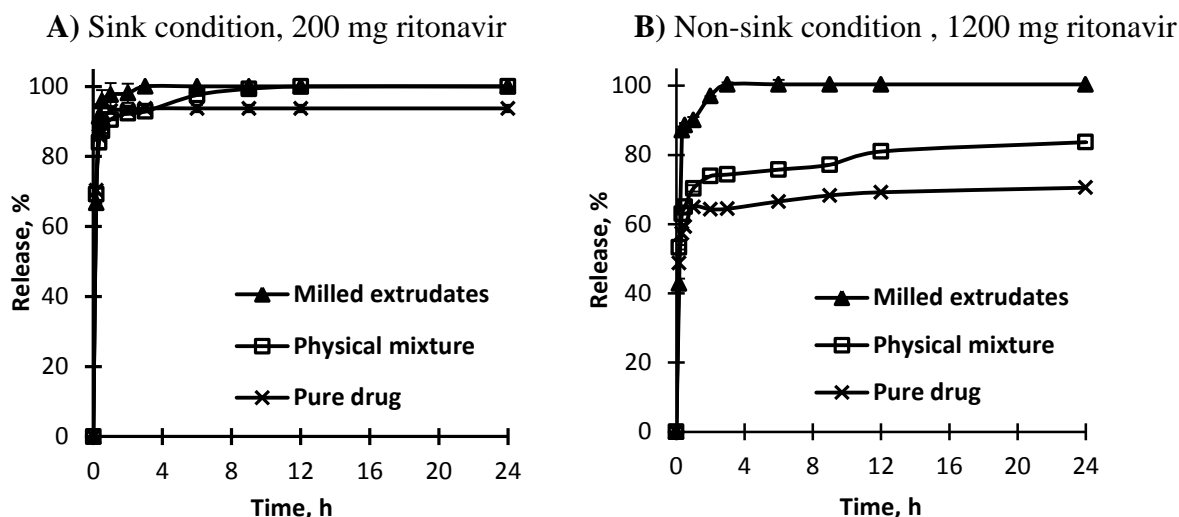 A) Sink condition, 200 mg ritonavir
100
80
60
40
20
0
Release, %
Milled extrudates
Physical mixture
Pure drug
0 4 8 12 16 20 24
Time, h
B) Non-sink condition , 1200 mg ritonavir
100
80
60
40
20
0
Release, %
Milled extrudates
Physical mixture
Pure drug
0 4 8 12 16 20 24
Time, h